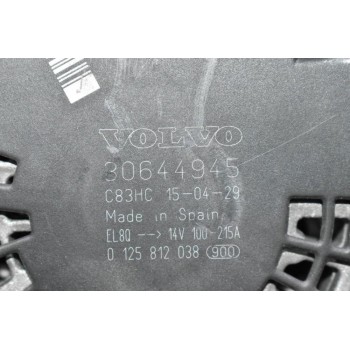 VOLVO
30644945
C83HC 15-04-29
Made in Spain
EL8Q --> 14V 100-215A
0 125 812 038 (900)